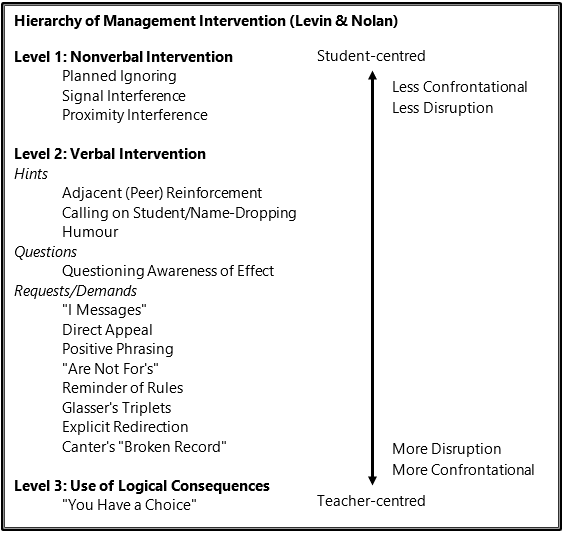 Hierarchy of Management Intervention (Levin & Nolan)
Level 1: Nonverbal Intervention
Planned Ignoring
Signal Interference
Proximity Interference
Level 2: Verbal Intervention
Hints
Adjacent (Peer) Reinforcement
Calling on Student/Name-Dropping
Humour
Questions
Questioning Awareness of Effect
Requests/Demands
"I Messages"
Direct Appeal
Positive Phrasing
"Are Not For's"
Reminder of Rules
Glasser's Triplets
Explicit Redirection
Canter's "Broken Record"
Level 3: Use of Logical Consequences
"You Have a Choice"
Student-centred
Less Confrontational
Less Disruption
More Disruption
More Confrontational
Teacher-centred